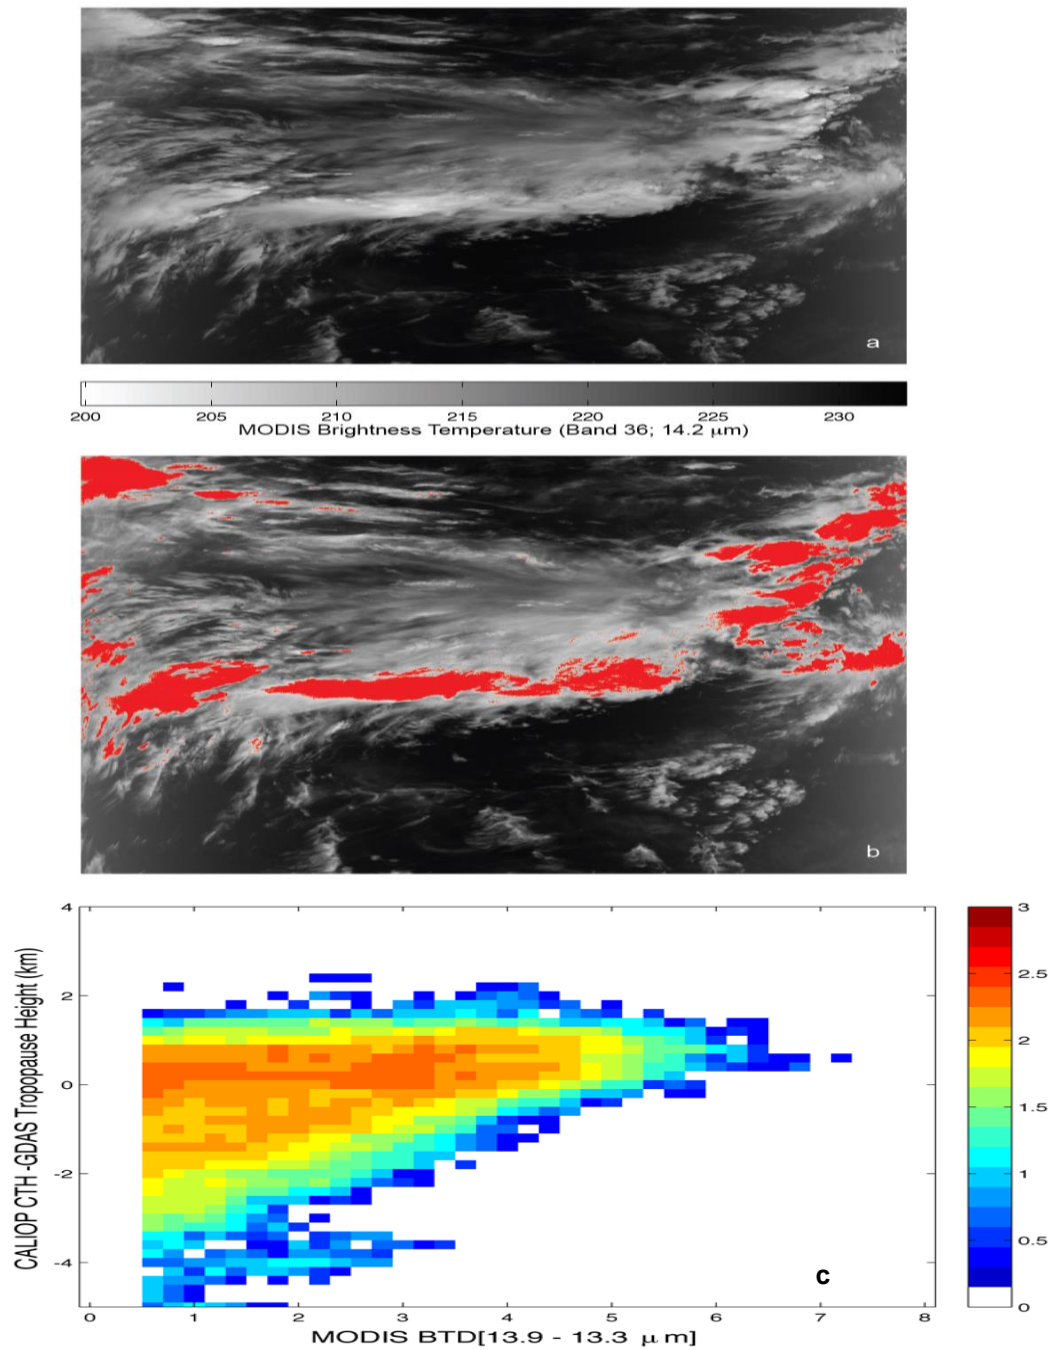 a
200 205 210 215 220 225 230
MODIS Brightness Temperature (Band 36; 14.2 μm)
b
CALIOP CTH -GDAS Tropopause Height (km)
4
2
0
-2
-4
c
0 1 2 3 4 5 6 7 8
MODIS BTD[13.9 - 13.3 μ m]
3
2.5
2
1.5
1
0.5
0